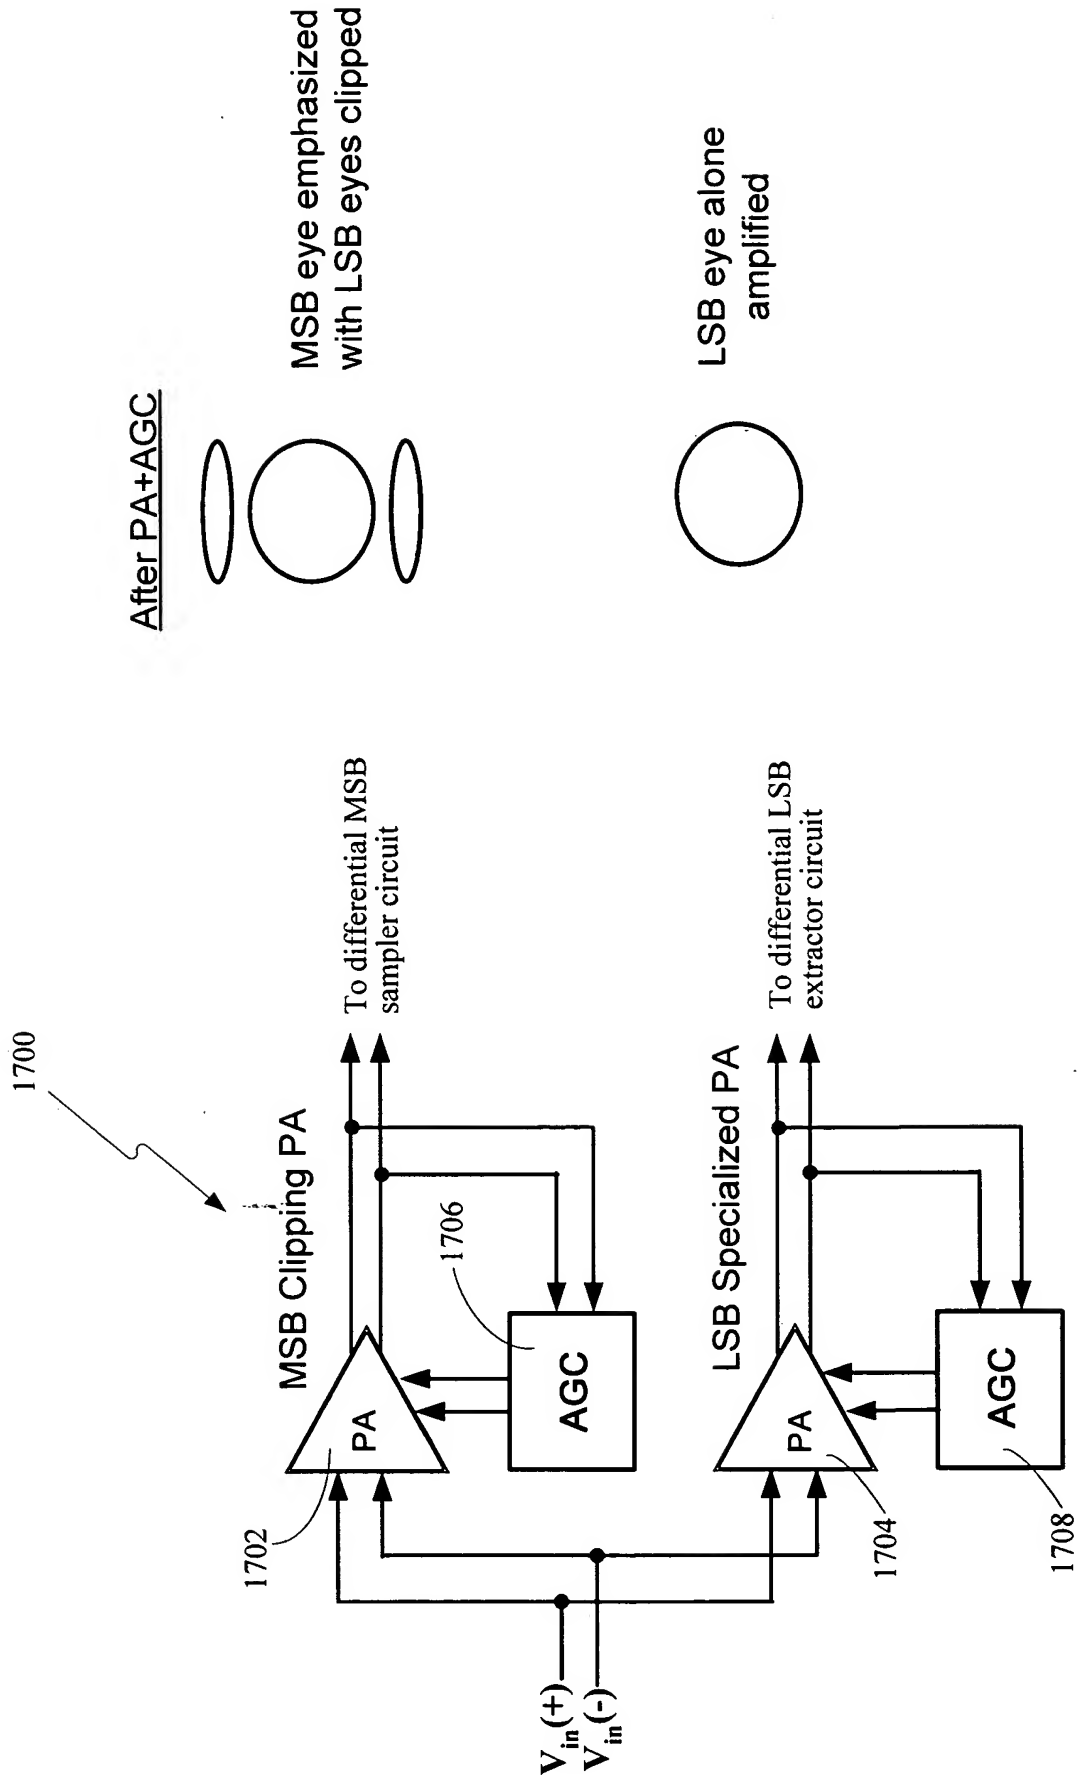 1700
After PA+AGC
MSB Clipping PA
1702
PA
1706
AGC
To differential MSB
sampler circuit
MSB eye emphasized
with LSB eyes clipped
V_in(+)
V_in(-)
LSB Specialized PA
PA
1704
AGC
1708
To differential LSB
extractor circuit
LSB eye alone
amplified